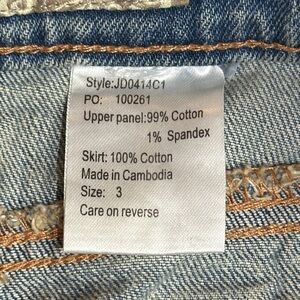 Style:JD0414C1
PO: 100261
Upper panel:99% Cotton
1% Spandex
Skirt: 100% Cotton
Made in Cambodia
Size: 3
Care on reverse